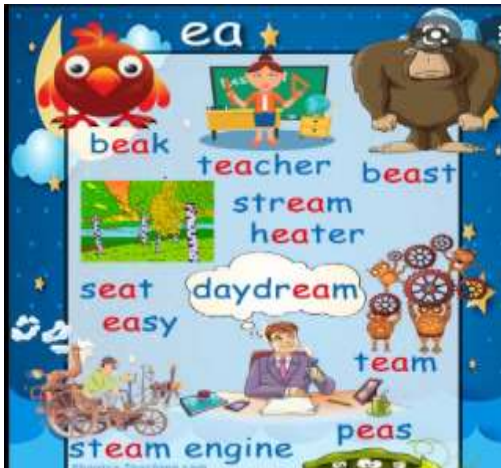 ea
beak
teacher
beast
stream
heater
seat
daydream
easy
team
peas
steam engine